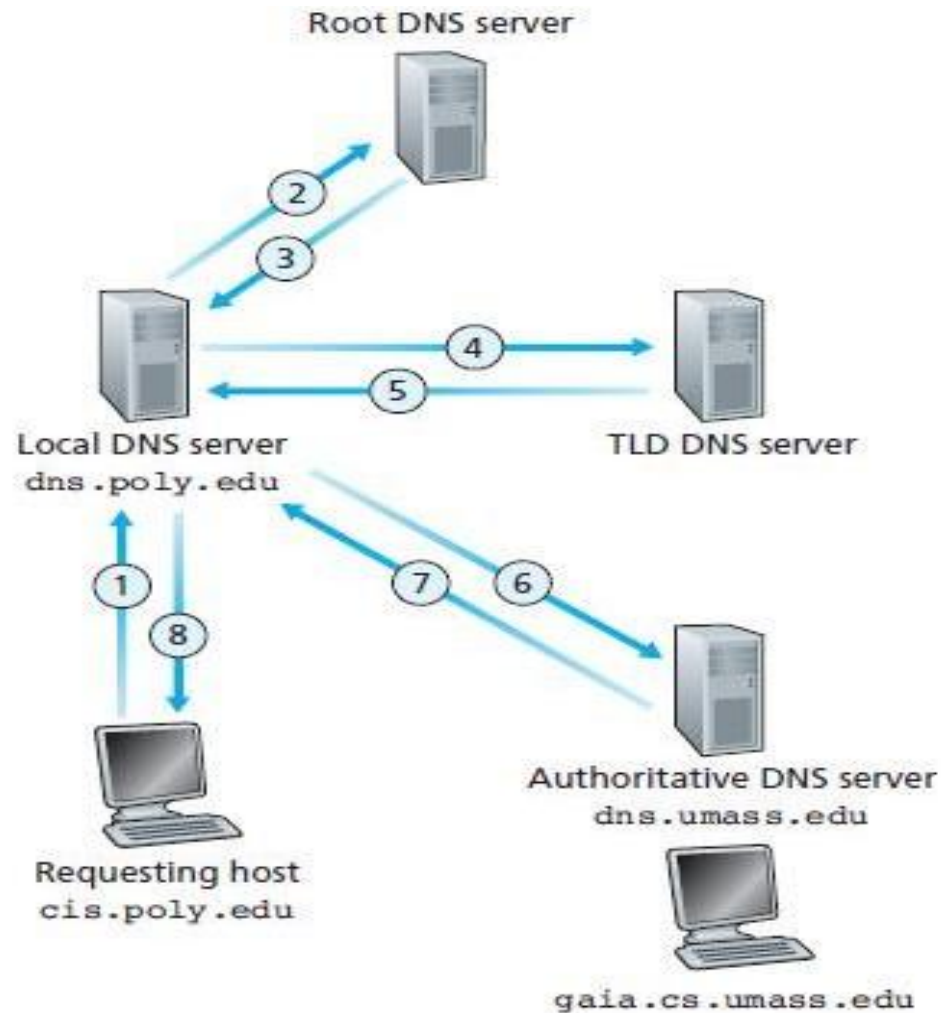 Root DNS server
2
3
4
5
Local DNS server
dns.poly.edu
TLD DNS server
1
8
7
6
Authoritative DNS server
dns.umass.edu
Requesting host
cis.poly.edu
gaia.cs.umass.edu